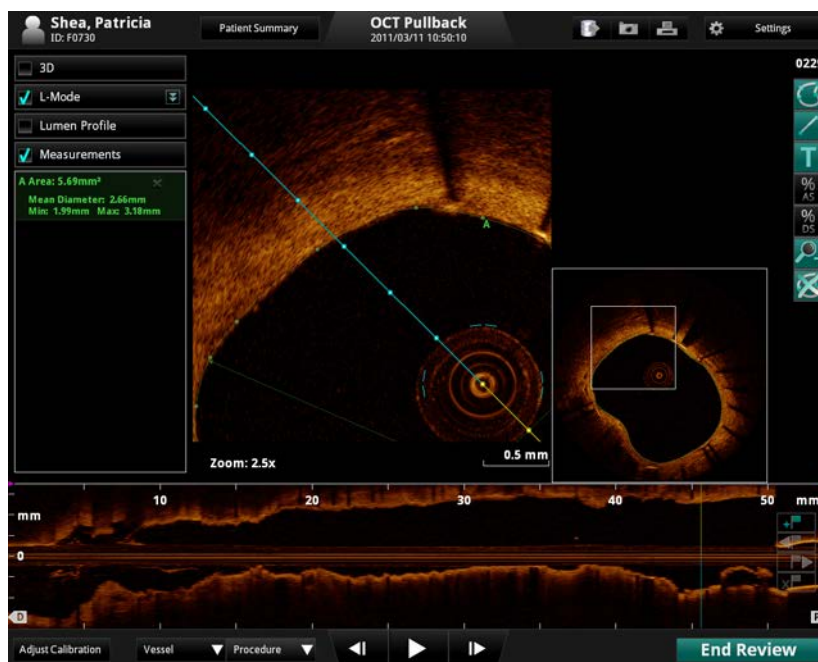 Shea, Patricia
ID: F0730
Patient Summary
OCT Pullback
2011/03/11 10:50:10
Settings
3D
L-Mode
Lumen Profile
Measurements
A Area: 5.69mm²
Mean Diameter: 2.66mm
Min: 1.99mm Max: 3.18mm
A
T
%
AS
%
DS
Zoom: 2.5x
0.5 mm
10 20 30 40 50 mm
mm
0
D
Adjust Calibration
Vessel
Procedure
End Review